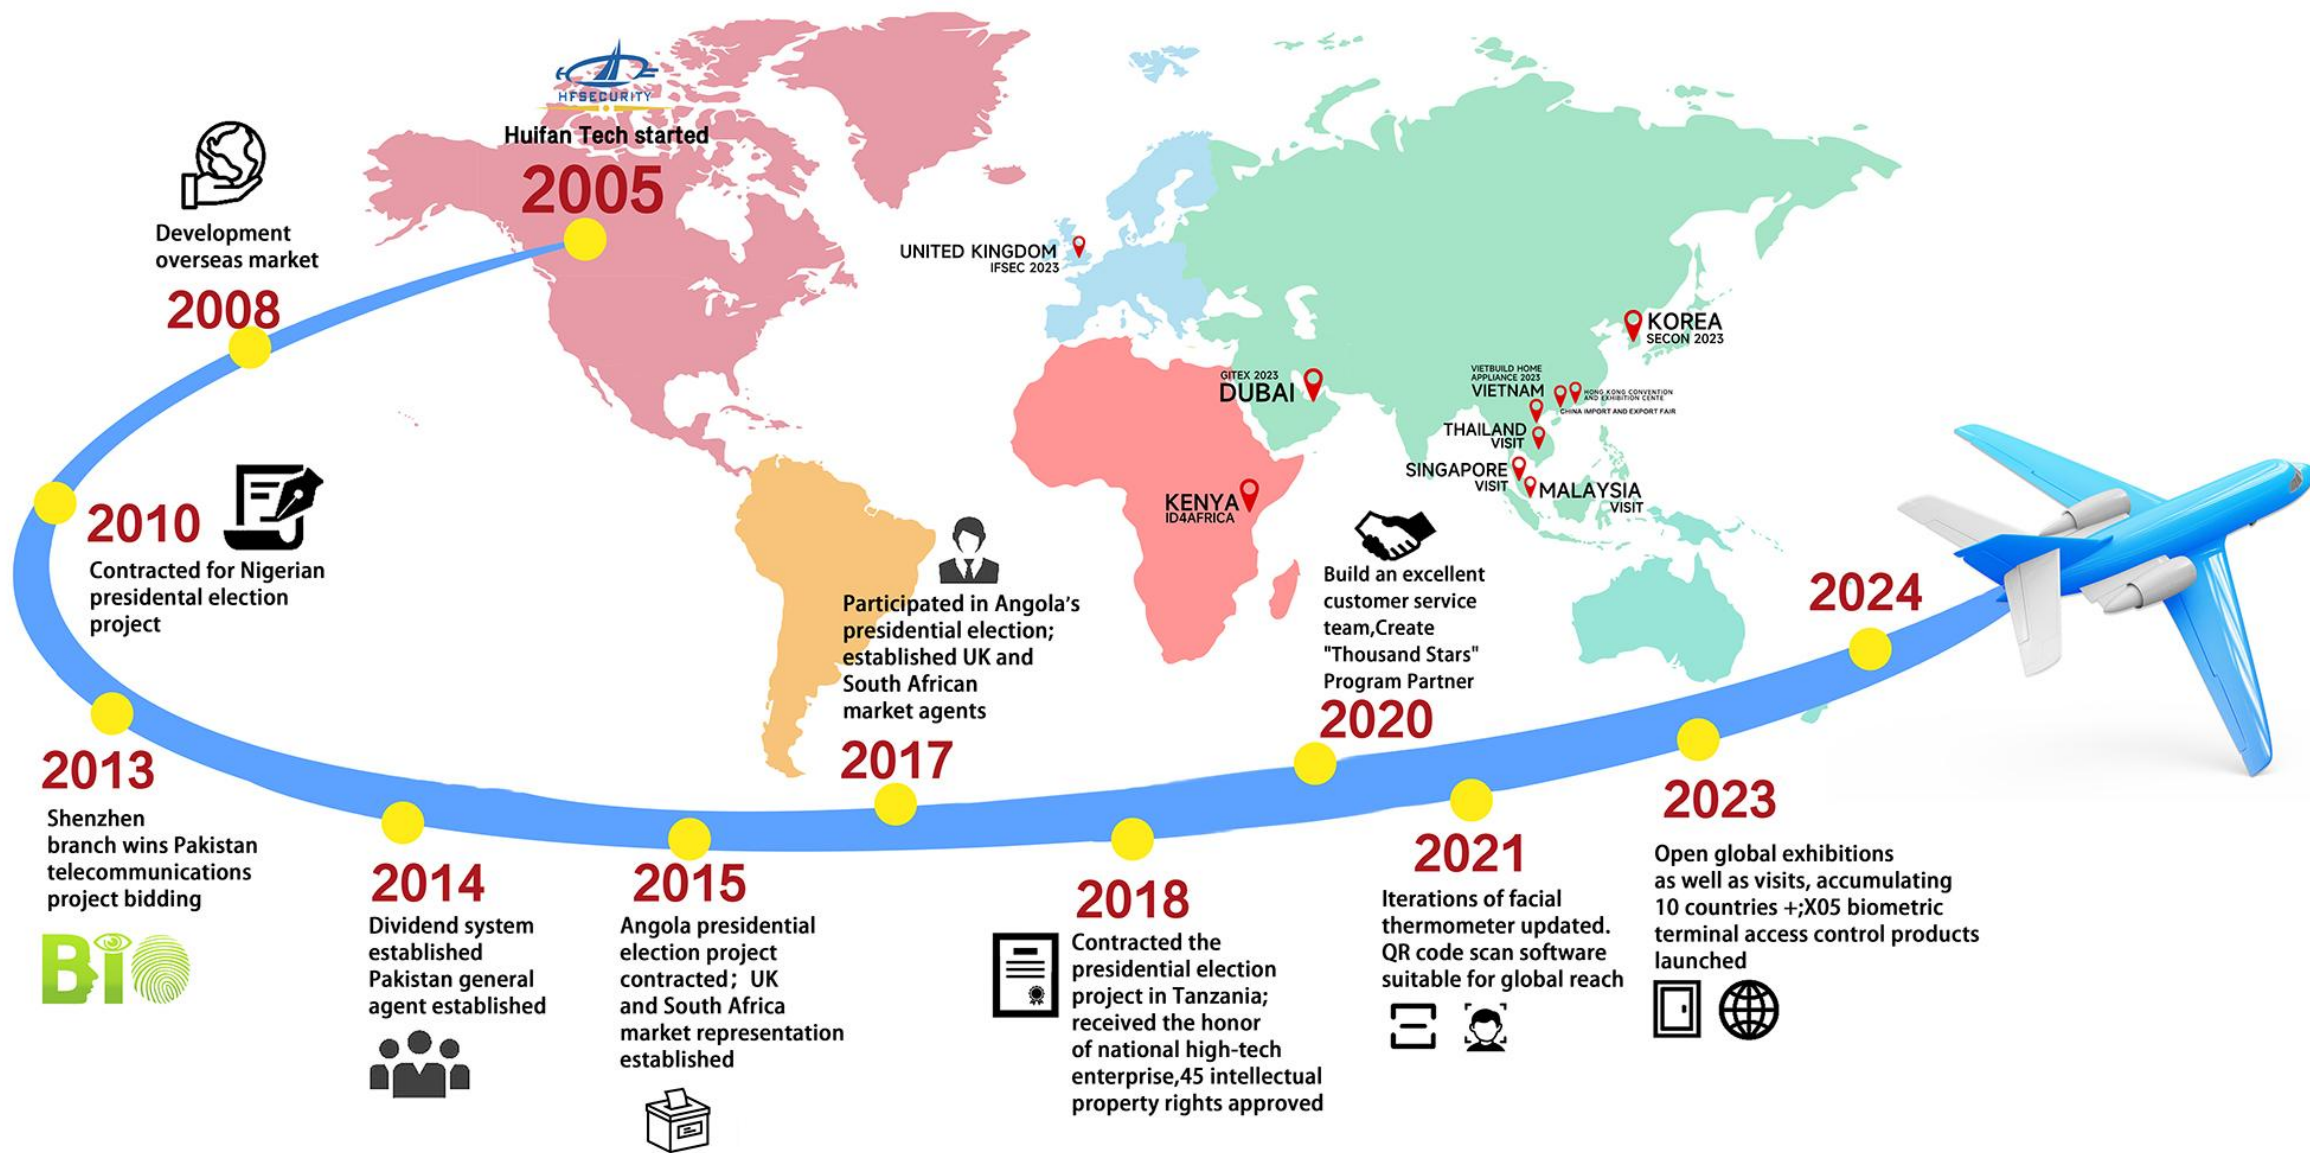 HFSECURITY
Huifan Tech started
2005
Development
overseas market
2008
2010
Contracted for Nigerian
presidental election
project
2013
Shenzhen
branch wins Pakistan
telecommunications
project bidding
BiO
2014
Dividend system
established
Pakistan general
agent established
2015
Angola presidential
election project
contracted; UK
and South Africa
market representation
established
Participated in Angola's
presidential election;
established UK and
South African
market agents
2017
2018
Contracted the
presidential election
project in Tanzania;
received the honor
of national high-tech
enterprise,45 intellectual
property rights approved
Build an excellent
customer service
team,Create
"Thousand Stars"
Program Partner
2020
2021
Iterations of facial
thermometer updated.
QR code scan software
suitable for global reach
2023
Open global exhibitions
as well as visits, accumulating
10 countries +;X05 biometric
terminal access control products
launched
2024
UNITED KINGDOM
IFSEC 2023
GITEX 2023
DUBAI
KENYA
ID4AFRICA
KOREA
SECON 2023
VIETBUILD HOME
APPLIANCE 2023
VIETNAM
HONG KONG CONVENTION
AND EXHIBITION CENTE
CHINA IMPORT AND EXPORT FAIR
THAILAND
VISIT
SINGAPORE
VISIT
MALAYSIA
VISIT